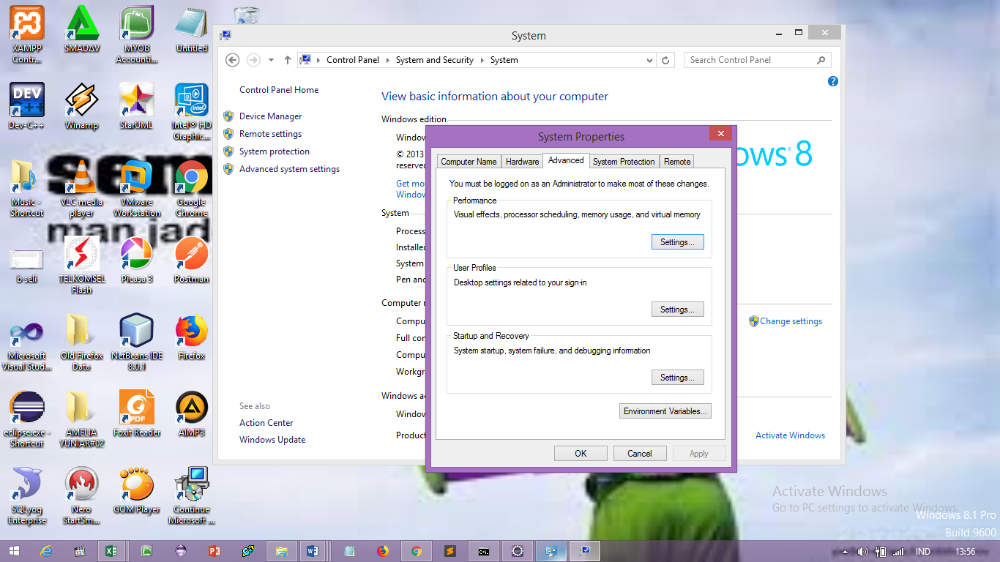 XAMPP
Contr...
SMADΔV
MYOB
Accounti...
Untitled
Dev-C++
Winamp
StarUML
Intel® HD
Graphic...
Music -
Shortcut
VLC media
player
VMware
Workstation
Google
Chrome
man jad
b seli
TELKOMSEL
Flash
Picasa 3
Postman
Microsoft
Visual Stud...
Old Firefox
Data
NetBeans IDE
8.0.1
Firefox
eclipse.exe -
Shortcut
AMELIA
YUNIAR#02
Foxit Reader
AIMP3
SQLyog
Enterprise
Nero
StartSm...
GOM Player
Continue
Microsoft ...
System
Control Panel
System and Security
System
Search Control Panel
Control Panel Home
Device Manager
Remote settings
System protection
Advanced system settings
See also
Action Center
Windows Update
View basic information about your computer
Windows edition
Window
© 2013
reserved
Get mo
Window
ows 8
System
Process
Installed
System
Pen and
Computer n
Compu
Full con
Compu
Workgr
Change settings
Windows ac
Window
Product
Activate Windows
System Properties
Computer Name
Hardware
Advanced
System Protection
Remote
You must be logged on as an Administrator to make most of these changes.
Performance
Visual effects, processor scheduling, memory usage, and virtual memory
Settings...
User Profiles
Desktop settings related to your sign-in
Settings...
Startup and Recovery
System startup, system failure, and debugging information
Settings...
Environment Variables...
OK
Cancel
Apply
Activate Windows
Go to PC settings to activate Windows.
Windows 8.1 Pro
Build 9600
IND
13:56